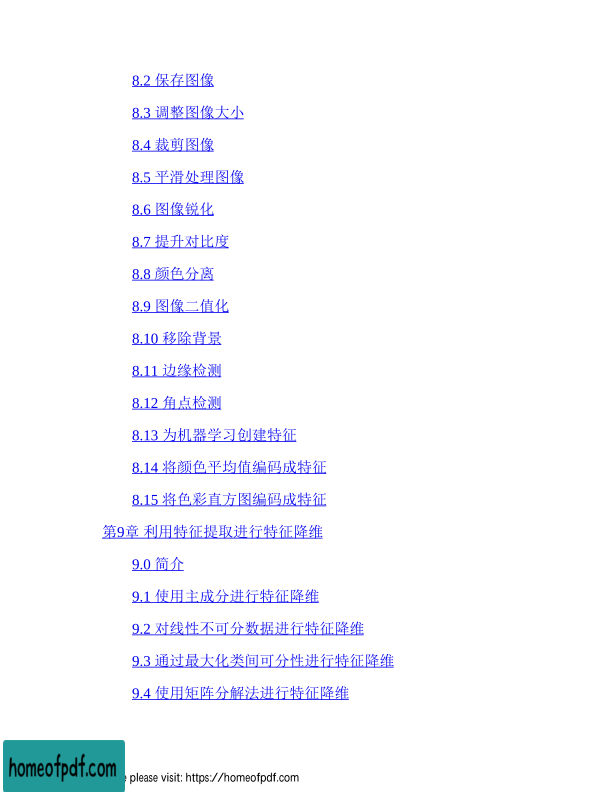 8.2 保存图像
8.3 调整图像大小
8.4 裁剪图像
8.5 平滑处理图像
8.6 图像锐化
8.7 提升对比度
8.8 颜色分离
8.9 图像二值化
8.10 移除背景
8.11 边缘检测
8.12 角点检测
8.13 为机器学习创建特征
8.14 将颜色平均值编码成特征
8.15 将色彩直方图编码成特征
第9章 利用特征提取进行特征降维
9.0 简介
9.1 使用主成分进行特征降维
9.2 对线性不可分数据进行特征降维
9.3 通过最大化类间可分性进行特征降维
9.4 使用矩阵分解法进行特征降维
homeofpdf.com
please visit: https://homeofpdf.com